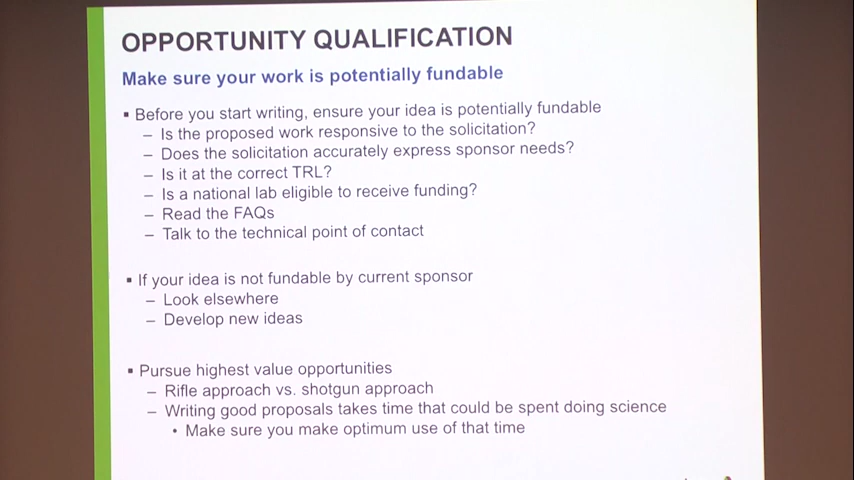 OPPORTUNITY QUALIFICATION
Make sure your work is potentially fundable
▪ Before you start writing, ensure your idea is potentially fundable
– Is the proposed work responsive to the solicitation?
– Does the solicitation accurately express sponsor needs?
– Is it at the correct TRL?
– Is a national lab eligible to receive funding?
– Read the FAQs
– Talk to the technical point of contact
▪ If your idea is not fundable by current sponsor
– Look elsewhere
– Develop new ideas
▪ Pursue highest value opportunities
– Rifle approach vs. shotgun approach
– Writing good proposals takes time that could be spent doing science
• Make sure you make optimum use of that time